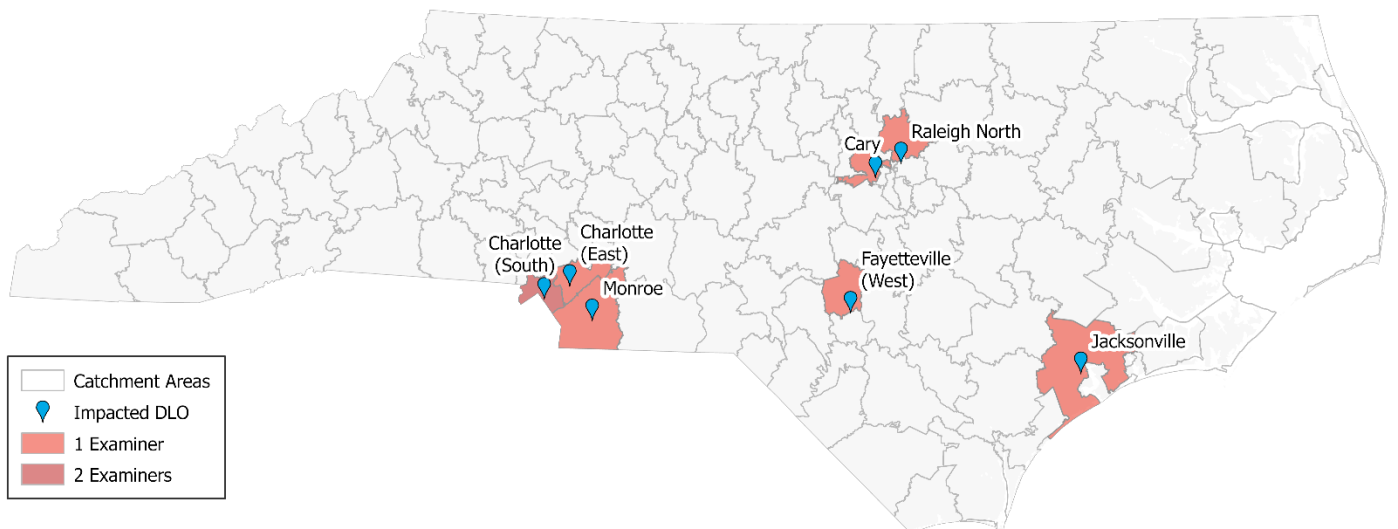 Raleigh North
Cary
Charlotte
(East)
Charlotte
(South)
Monroe
Fayetteville
(West)
Jacksonville
Catchment Areas
Impacted DLO
1 Examiner
2 Examiners